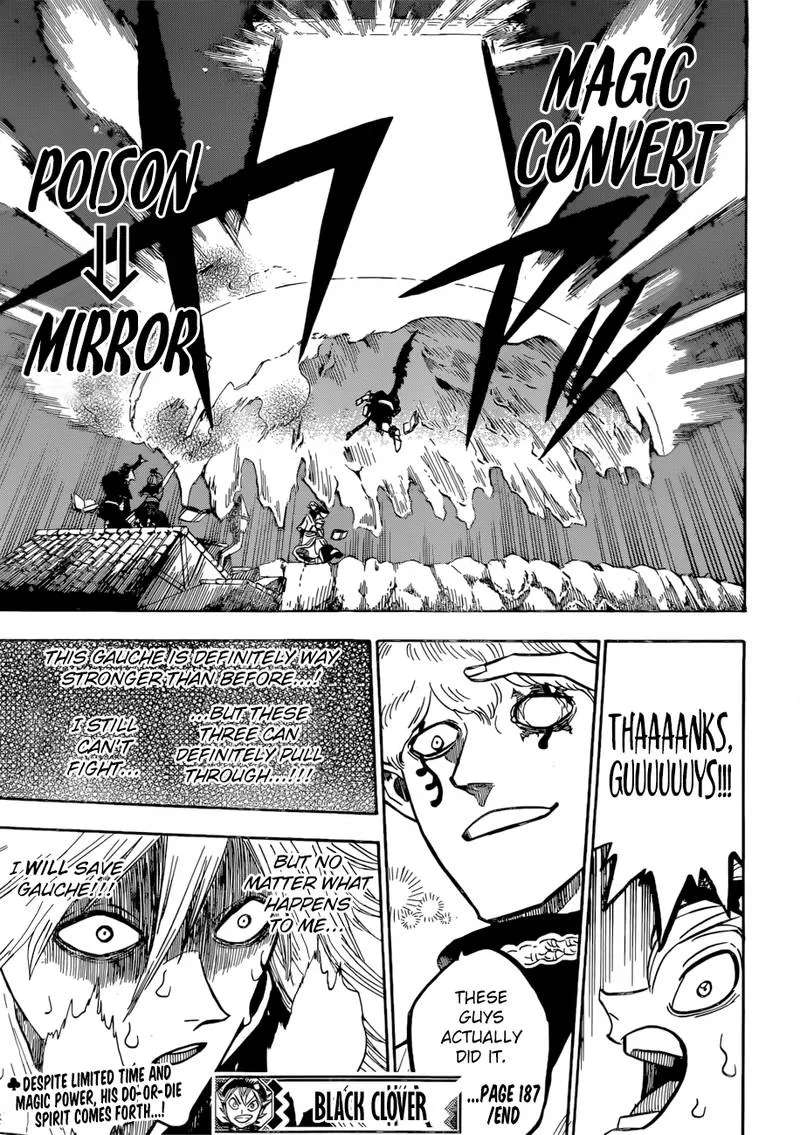 MAGIC
CONVERT
POISON
⇓
MIRROR
THAAAANKS,
GUUUUUUYS!!!
THESE
GUYS
ACTUALLY
DID IT.
THIS GAUCHE IS DEFINITELY WAY
STRONGER THAN BEFORE...!
...BUT THESE
THREE CAN
DEFINITELY PULL
THROUGH...!!!
I STILL
CAN'T
FIGHT...
BUT NO
MATTER WHAT
HAPPENS
TO ME...
I WILL SAVE
GAUCHE!!!
♣DESPITE LIMITED TIME AND
MAGIC POWER, HIS DO-OR-DIE
SPIRIT COMES FORTH...!
BLACK CLOVER
...PAGE 187
/END